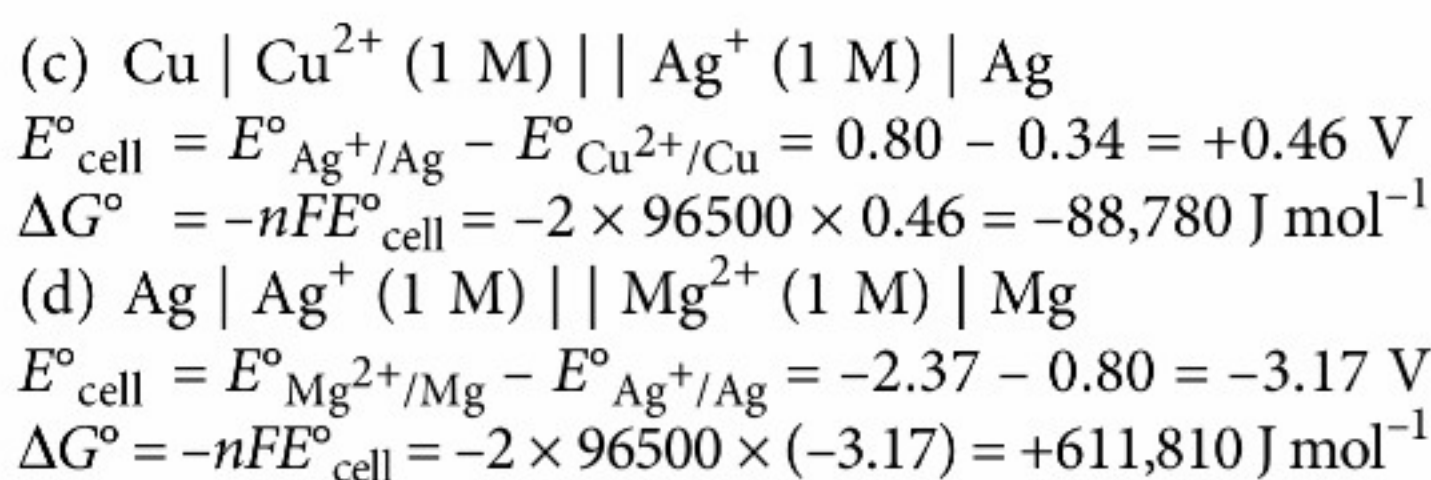 (c) Cu | Cu²⁺ (1 M) | | Ag⁺ (1 M) | Ag
E°cell = E°Ag⁺/Ag − E°Cu²⁺/Cu = 0.80 − 0.34 = +0.46 V
ΔG° = −nFE°cell = −2 × 96500 × 0.46 = −88,780 J mol⁻¹
(d) Ag | Ag⁺ (1 M) | | Mg²⁺ (1 M) | Mg
E°cell = E°Mg²⁺/Mg − E°Ag⁺/Ag = −2.37 − 0.80 = −3.17 V
ΔG° = −nFE°cell = −2 × 96500 × (−3.17) = +611,810 J mol⁻¹